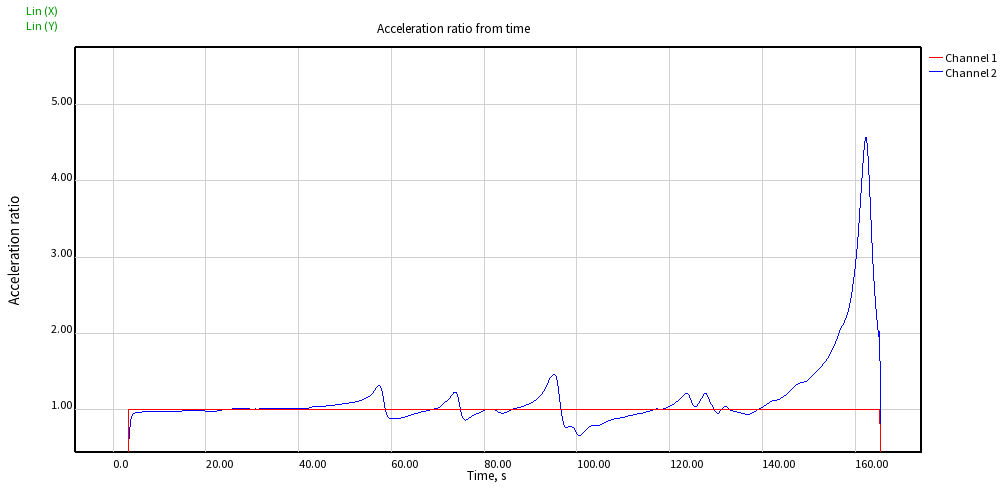 Lin (X)
Lin (Y)
Acceleration ratio from time
Channel 1
Channel 2
Acceleration ratio
5.00
4.00
3.00
2.00
1.00
0.0 20.00 40.00 60.00 80.00 100.00 120.00 140.00 160.00
Time, s